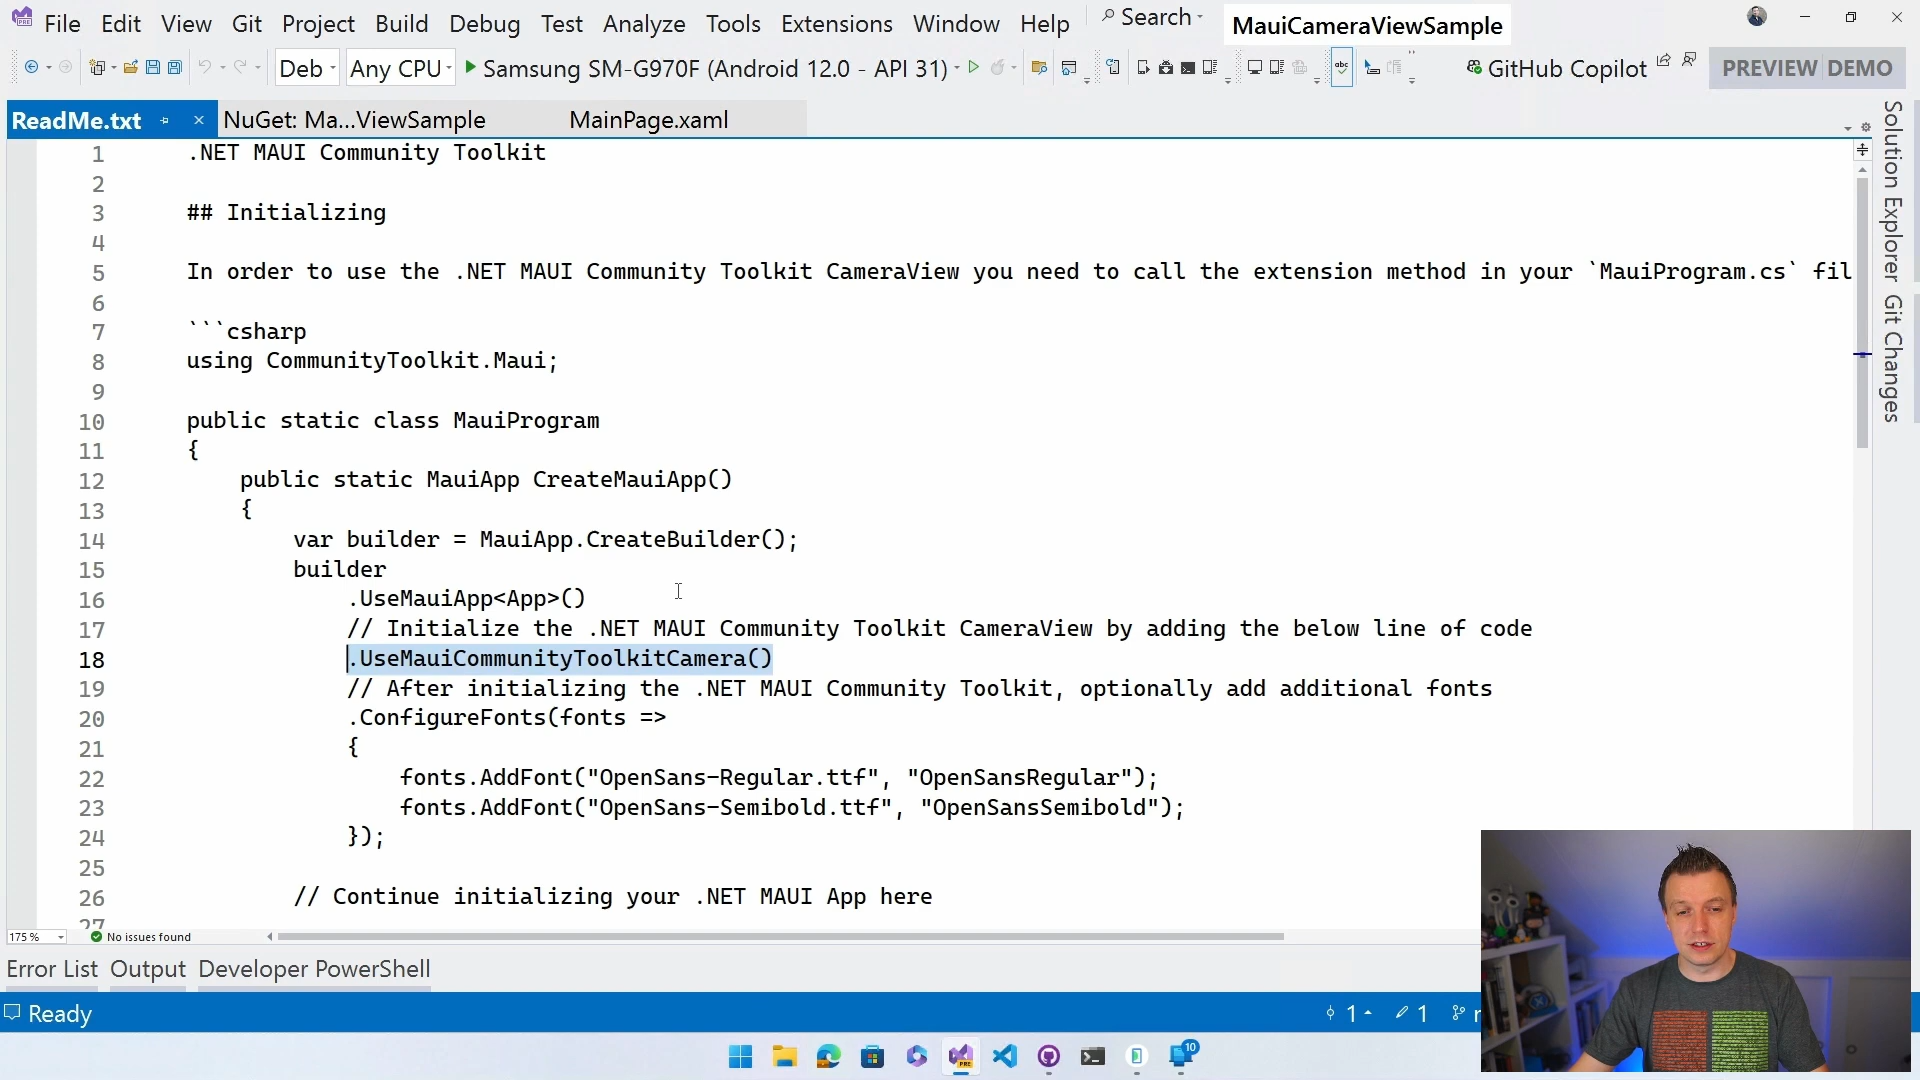 File Edit View Git Project Build Debug Test Analyze Tools Extensions Window Help Search MauiCameraViewSample
Deb Any CPU Samsung SM-G970F (Android 12.0 - API 31) GitHub Copilot PREVIEW DEMO
ReadMe.txt NuGet: Ma...ViewSample MainPage.xaml
1 .NET MAUI Community Toolkit
2
3 ## Initializing
4
5 In order to use the .NET MAUI Community Toolkit CameraView you need to call the extension method in your `MauiProgram.cs` fil
6
7 ```csharp
8 using CommunityToolkit.Maui;
9
10 public static class MauiProgram
11 {
12 public static MauiApp CreateMauiApp()
13 {
14 var builder = MauiApp.CreateBuilder();
15 builder
16 .UseMauiApp<App>()
17 // Initialize the .NET MAUI Community Toolkit CameraView by adding the below line of code
18 .UseMauiCommunityToolkitCamera()
19 // After initializing the .NET MAUI Community Toolkit, optionally add additional fonts
20 .ConfigureFonts(fonts =>
21 {
22 fonts.AddFont("OpenSans-Regular.ttf", "OpenSansRegular");
23 fonts.AddFont("OpenSans-Semibold.ttf", "OpenSansSemibold");
24 });
25
26 // Continue initializing your .NET MAUI App here
27
Solution Explorer
Git Changes
175 % No issues found
Error List Output Developer PowerShell
Ready 1 1
PRE 10